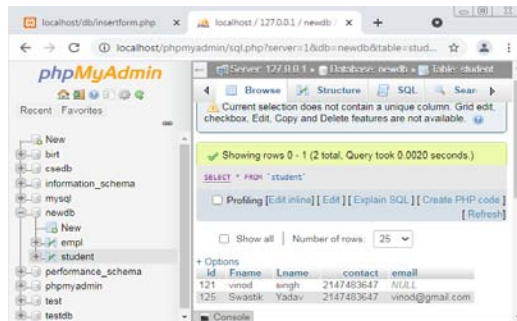 localhost/db/insertform.php
localhost / 127.0.0.1 / newdb /
localhost/phpmyadmin/sql.php?server=1&db=newdb&table=stud...
phpMyAdmin
Recent Favorites
New
birt
csedb
information_schema
mysql
newdb
New
empl
student
performance_schema
phpmyadmin
test
testdb
Server: 127.0.0.1 » Database: newdb » Table: student
Browse Structure SQL Sear
Current selection does not contain a unique column. Grid edit,
checkbox, Edit, Copy and Delete features are not available.
Showing rows 0 - 1 (2 total, Query took 0.0020 seconds.)
SELECT * FROM `student`
Profiling [Edit inline] [ Edit ] [ Explain SQL ] [ Create PHP code ]
[ Refresh]
Show all | Number of rows: 25
+ Options
id Fname Lname contact email
121 vinod singh 2147483647 NULL
125 Swastik Yadav 2147483647 vinod@gmail.com
Console